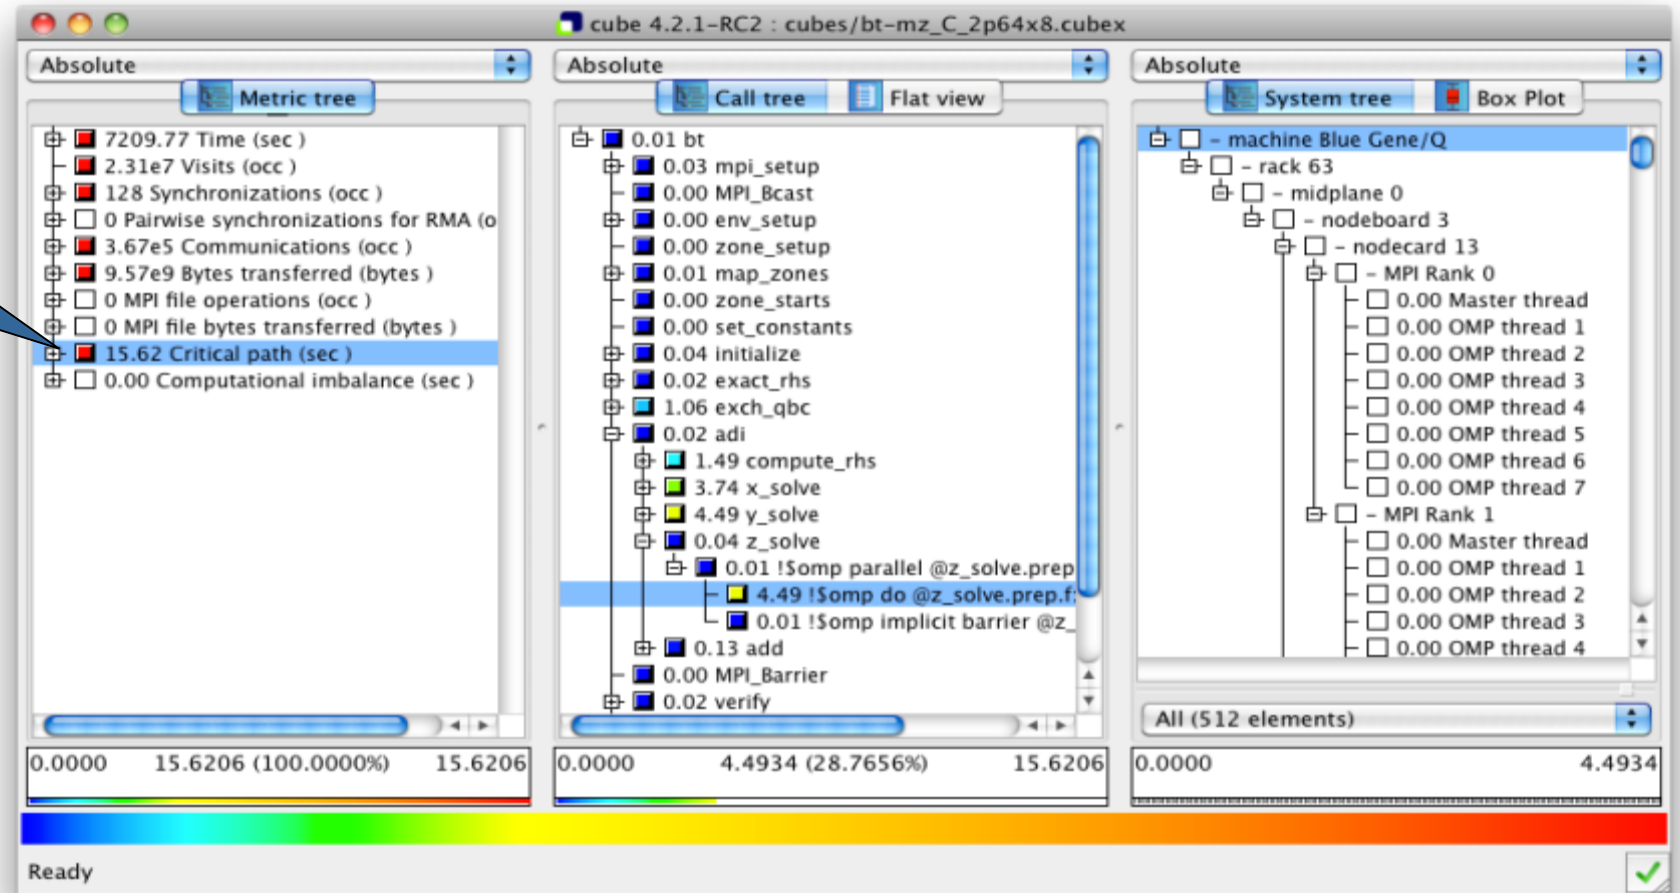 cube 4.2.1-RC2 : cubes/bt-mz_C_2p64x8.cubex
Absolute
Metric tree
7209.77 Time (sec )
2.31e7 Visits (occ )
128 Synchronizations (occ )
0 Pairwise synchronizations for RMA (o
3.67e5 Communications (occ )
9.57e9 Bytes transferred (bytes )
0 MPI file operations (occ )
0 MPI file bytes transferred (bytes )
15.62 Critical path (sec )
0.00 Computational imbalance (sec )
0.0000 15.6206 (100.0000%) 15.6206
Absolute
Call tree Flat view
0.01 bt
0.03 mpi_setup
0.00 MPI_Bcast
0.00 env_setup
0.00 zone_setup
0.01 map_zones
0.00 zone_starts
0.00 set_constants
0.04 initialize
0.02 exact_rhs
1.06 exch_qbc
0.02 adi
1.49 compute_rhs
3.74 x_solve
4.49 y_solve
0.04 z_solve
0.01 !$omp parallel @z_solve.prep
4.49 !$omp do @z_solve.prep.f:
0.01 !$omp implicit barrier @z_
0.13 add
0.00 MPI_Barrier
0.02 verify
0.0000 4.4934 (28.7656%) 15.6206
Absolute
System tree Box Plot
- machine Blue Gene/Q
- rack 63
- midplane 0
- nodeboard 3
- nodecard 13
- MPI Rank 0
0.00 Master thread
0.00 OMP thread 1
0.00 OMP thread 2
0.00 OMP thread 3
0.00 OMP thread 4
0.00 OMP thread 5
0.00 OMP thread 6
0.00 OMP thread 7
- MPI Rank 1
0.00 Master thread
0.00 OMP thread 1
0.00 OMP thread 2
0.00 OMP thread 3
0.00 OMP thread 4
All (512 elements)
0.0000 4.4934
Ready